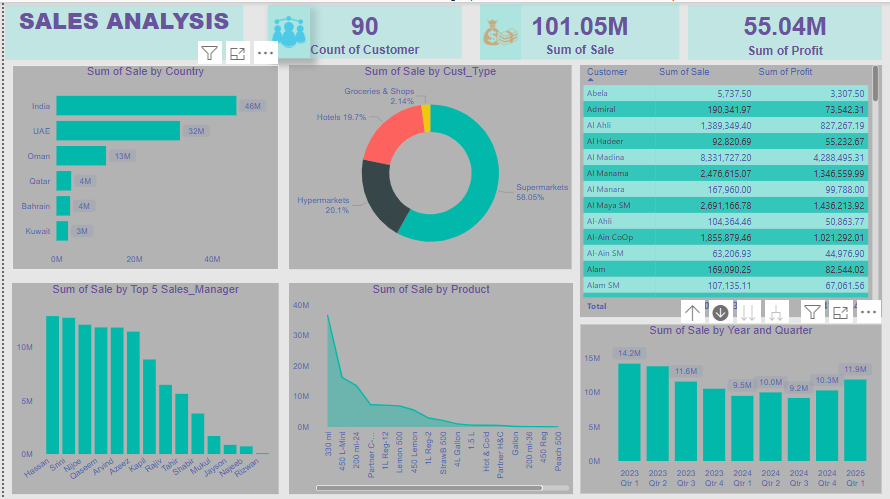 SALES ANALYSIS
90
Count of Customer
101.05M
Sum of Sale
55.04M
Sum of Profit
Sum of Sale by Country
India 46M
UAE 32M
Oman 13M
Qatar 4M
Bahrain 4M
Kuwait 3M
0M 20M 40M
Sum of Sale by Cust_Type
Groceries & Shops
2.14%
Hotels 19.7%
Hypermarkets
20.1%
Supermarkets
58.05%
Customer Sum of Sale Sum of Profit
Abela 5,737.50 3,307.50
Admiral 190,341.97 73,542.31
Al Ahli 1,389,349.40 827,267.19
Al Hadeer 92,820.69 55,232.67
Al Madina 8,331,727.20 4,288,495.31
Al Manama 2,476,615.07 1,346,559.99
Al Manara 167,960.00 99,788.00
Al Maya SM 2,691,166.78 1,436,213.92
Al-Ahli 104,364.46 50,863.77
Al-Ain CoOp 1,855,879.46 1,021,292.01
Al-Ain SM 63,206.93 44,976.90
Alam 169,090.25 82,544.02
Alam SM 107,135.11 67,061.56
Total
Sum of Sale by Top 5 Sales_Manager
10M
5M
0M
Hassan Srini Nijoe Qaseem Arvind Azeez Kapil Rajiv Tahir Shabir Mukul Jayson Najeeb Rizwan
Sum of Sale by Product
40M
30M
20M
10M
0M
330 ml 450 L-Mint 200 ml-24 Partner C-... 1L Reg-12 Lemon 500 450 Lemon 1L Reg-2 StrawB 500 4L Gallon 1.5 L Hot & Cold Partner H&C Gallon 200 ml-36 450 Reg Peach 500
Sum of Sale by Year and Quarter
15M
10M
5M
0M
14.2M 11.6M 9.5M 10.0M 9.2M 10.3M 11.9M
2023 2023 2023 2023 2024 2024 2024 2024 2025
Qtr 1 Qtr 2 Qtr 3 Qtr 4 Qtr 1 Qtr 2 Qtr 3 Qtr 4 Qtr 1